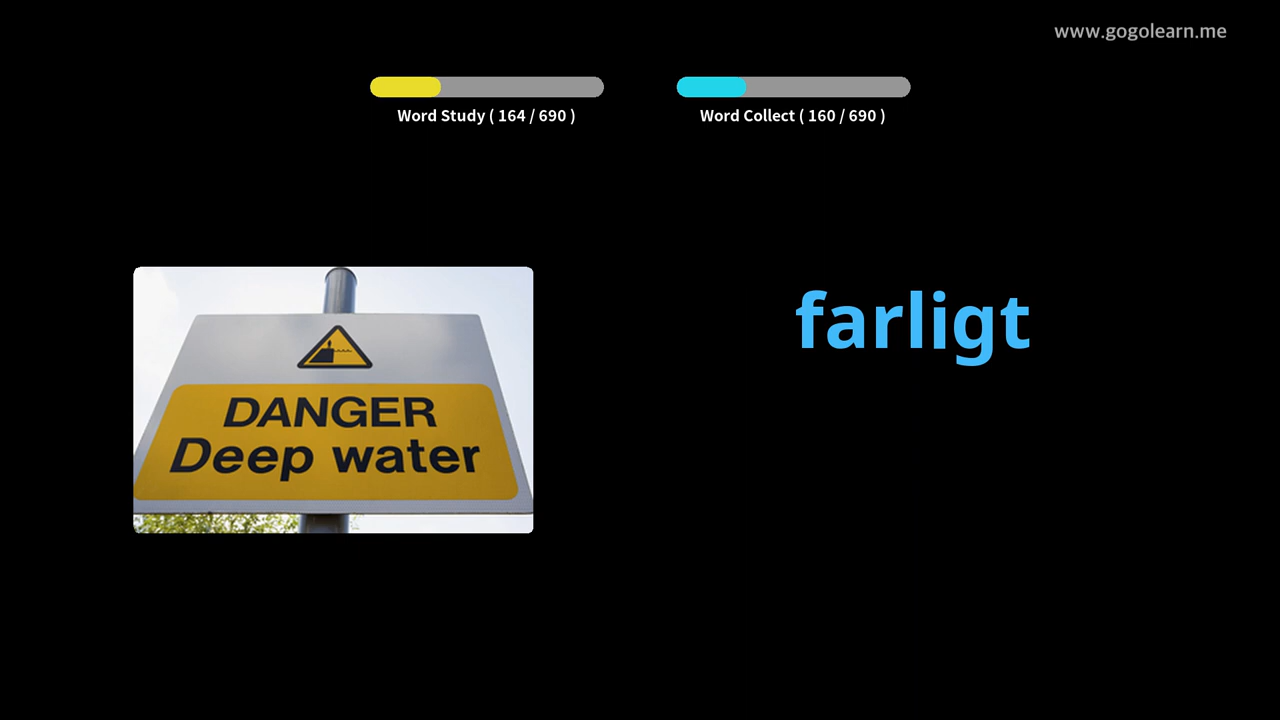 www.gogolearn.me
Word Study ( 164 / 690 )
Word Collect ( 160 / 690 )
DANGER
Deep water
farligt